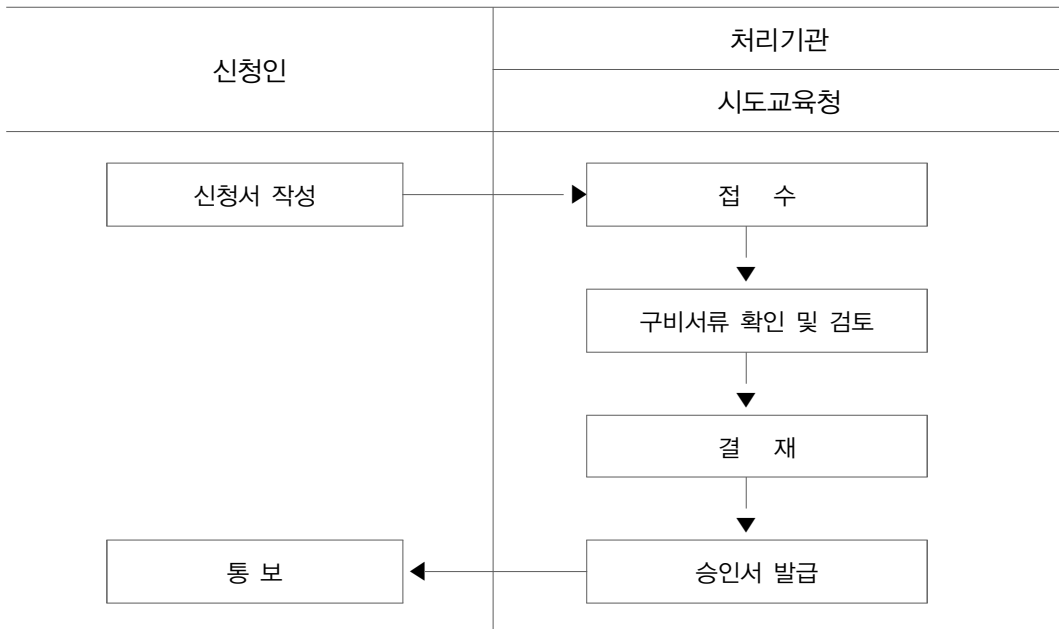 신청인
처리기관
시도교육청
신청서 작성
접 수
구비서류 확인 및 검토
결 재
통 보
승인서 발급